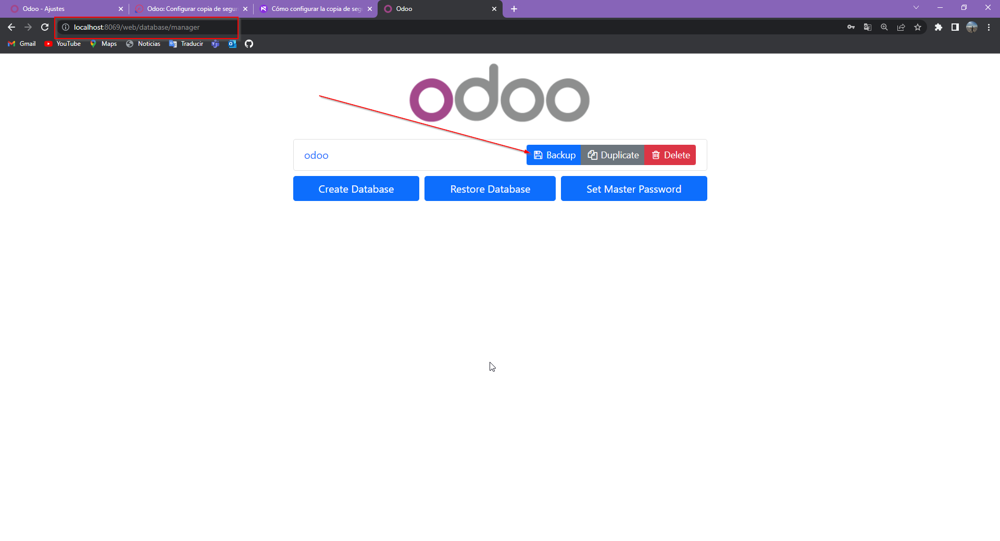 Odoo - Ajustes
Odoo: Configurar copia de segur
Cómo configurar la copia de seg
Odoo
localhost:8069/web/database/manager
Gmail YouTube Maps Noticias Traducir
odoo
odoo Backup Duplicate Delete
Create Database Restore Database Set Master Password